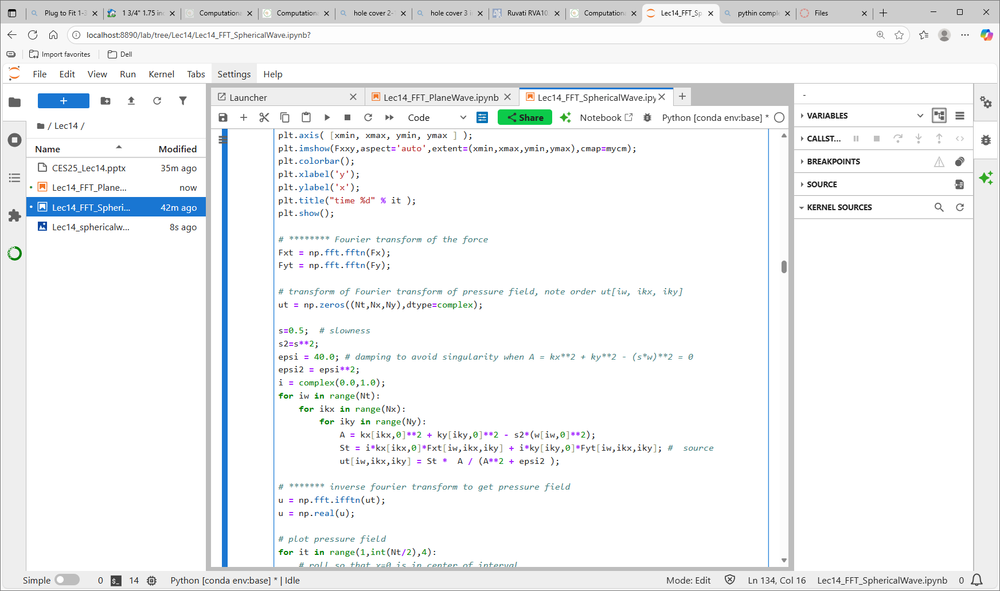 Plug to Fit 1-3
1 3/4" 1.75 in
Computationa
Computationa
hole cover 2-
hole cover 3 i
Ruvati RVA10
Computationa
Lec14_FFT_Sp
pythin comple
Files
localhost:8890/lab/tree/Lec14/Lec14_FFT_SphericalWave.ipynb?
Import favorites
Dell
File Edit View Run Kernel Tabs Settings Help
+
/ Lec14 /
Name Modified
CES25_Lec14.pptx 35m ago
Lec14_FFT_Plane... now
Lec14_FFT_Spheri... 42m ago
Lec14_sphericalw... 8s ago
Launcher
Lec14_FFT_PlaneWave.ipynb
Lec14_FFT_SphericalWave.ipy
Code
Share
Notebook
Python [conda env:base] *
plt.axis( [xmin, xmax, ymin, ymax ] );
plt.imshow(Fxxy,aspect='auto',extent=(xmin,xmax,ymin,ymax),cmap=mycm);
plt.colorbar();
plt.xlabel('y');
plt.ylabel('x');
plt.title("time %d" % it );
plt.show();
# ******** Fourier transform of the force
Fxt = np.fft.fftn(Fx);
Fyt = np.fft.fftn(Fy);
# transform of Fourier transform of pressure field, note order ut[iw, ikx, iky]
ut = np.zeros((Nt,Nx,Ny),dtype=complex);
s=0.5;  # slowness
s2=s**2;
epsi = 40.0; # damping to avoid singularity when A = kx**2 + ky**2 - (s*w)**2 = 0
epsi2 = epsi**2;
i = complex(0.0,1.0);
for iw in range(Nt):
    for ikx in range(Nx):
        for iky in range(Ny):
            A = kx[ikx,0]**2 + ky[iky,0]**2 - s2*(w[iw,0]**2);
            St = i*kx[ikx,0]*Fxt[iw,ikx,iky] + i*ky[iky,0]*Fyt[iw,ikx,iky]; #  source
            ut[iw,ikx,iky] = St *  A / (A**2 + epsi2 );
# ******* inverse fourier transform to get pressure field
u = np.fft.ifftn(ut);
u = np.real(u);
# plot pressure field
for it in range(1,int(Nt/2),4):
    # roll so that x=0 is in center of interval
-
VARIABLES
CALLST...
BREAKPOINTS
SOURCE
KERNEL SOURCES
Simple 0 $_ 14 Python [conda env:base] * | Idle Mode: Edit Ln 134, Col 16 Lec14_FFT_SphericalWave.ipynb 0